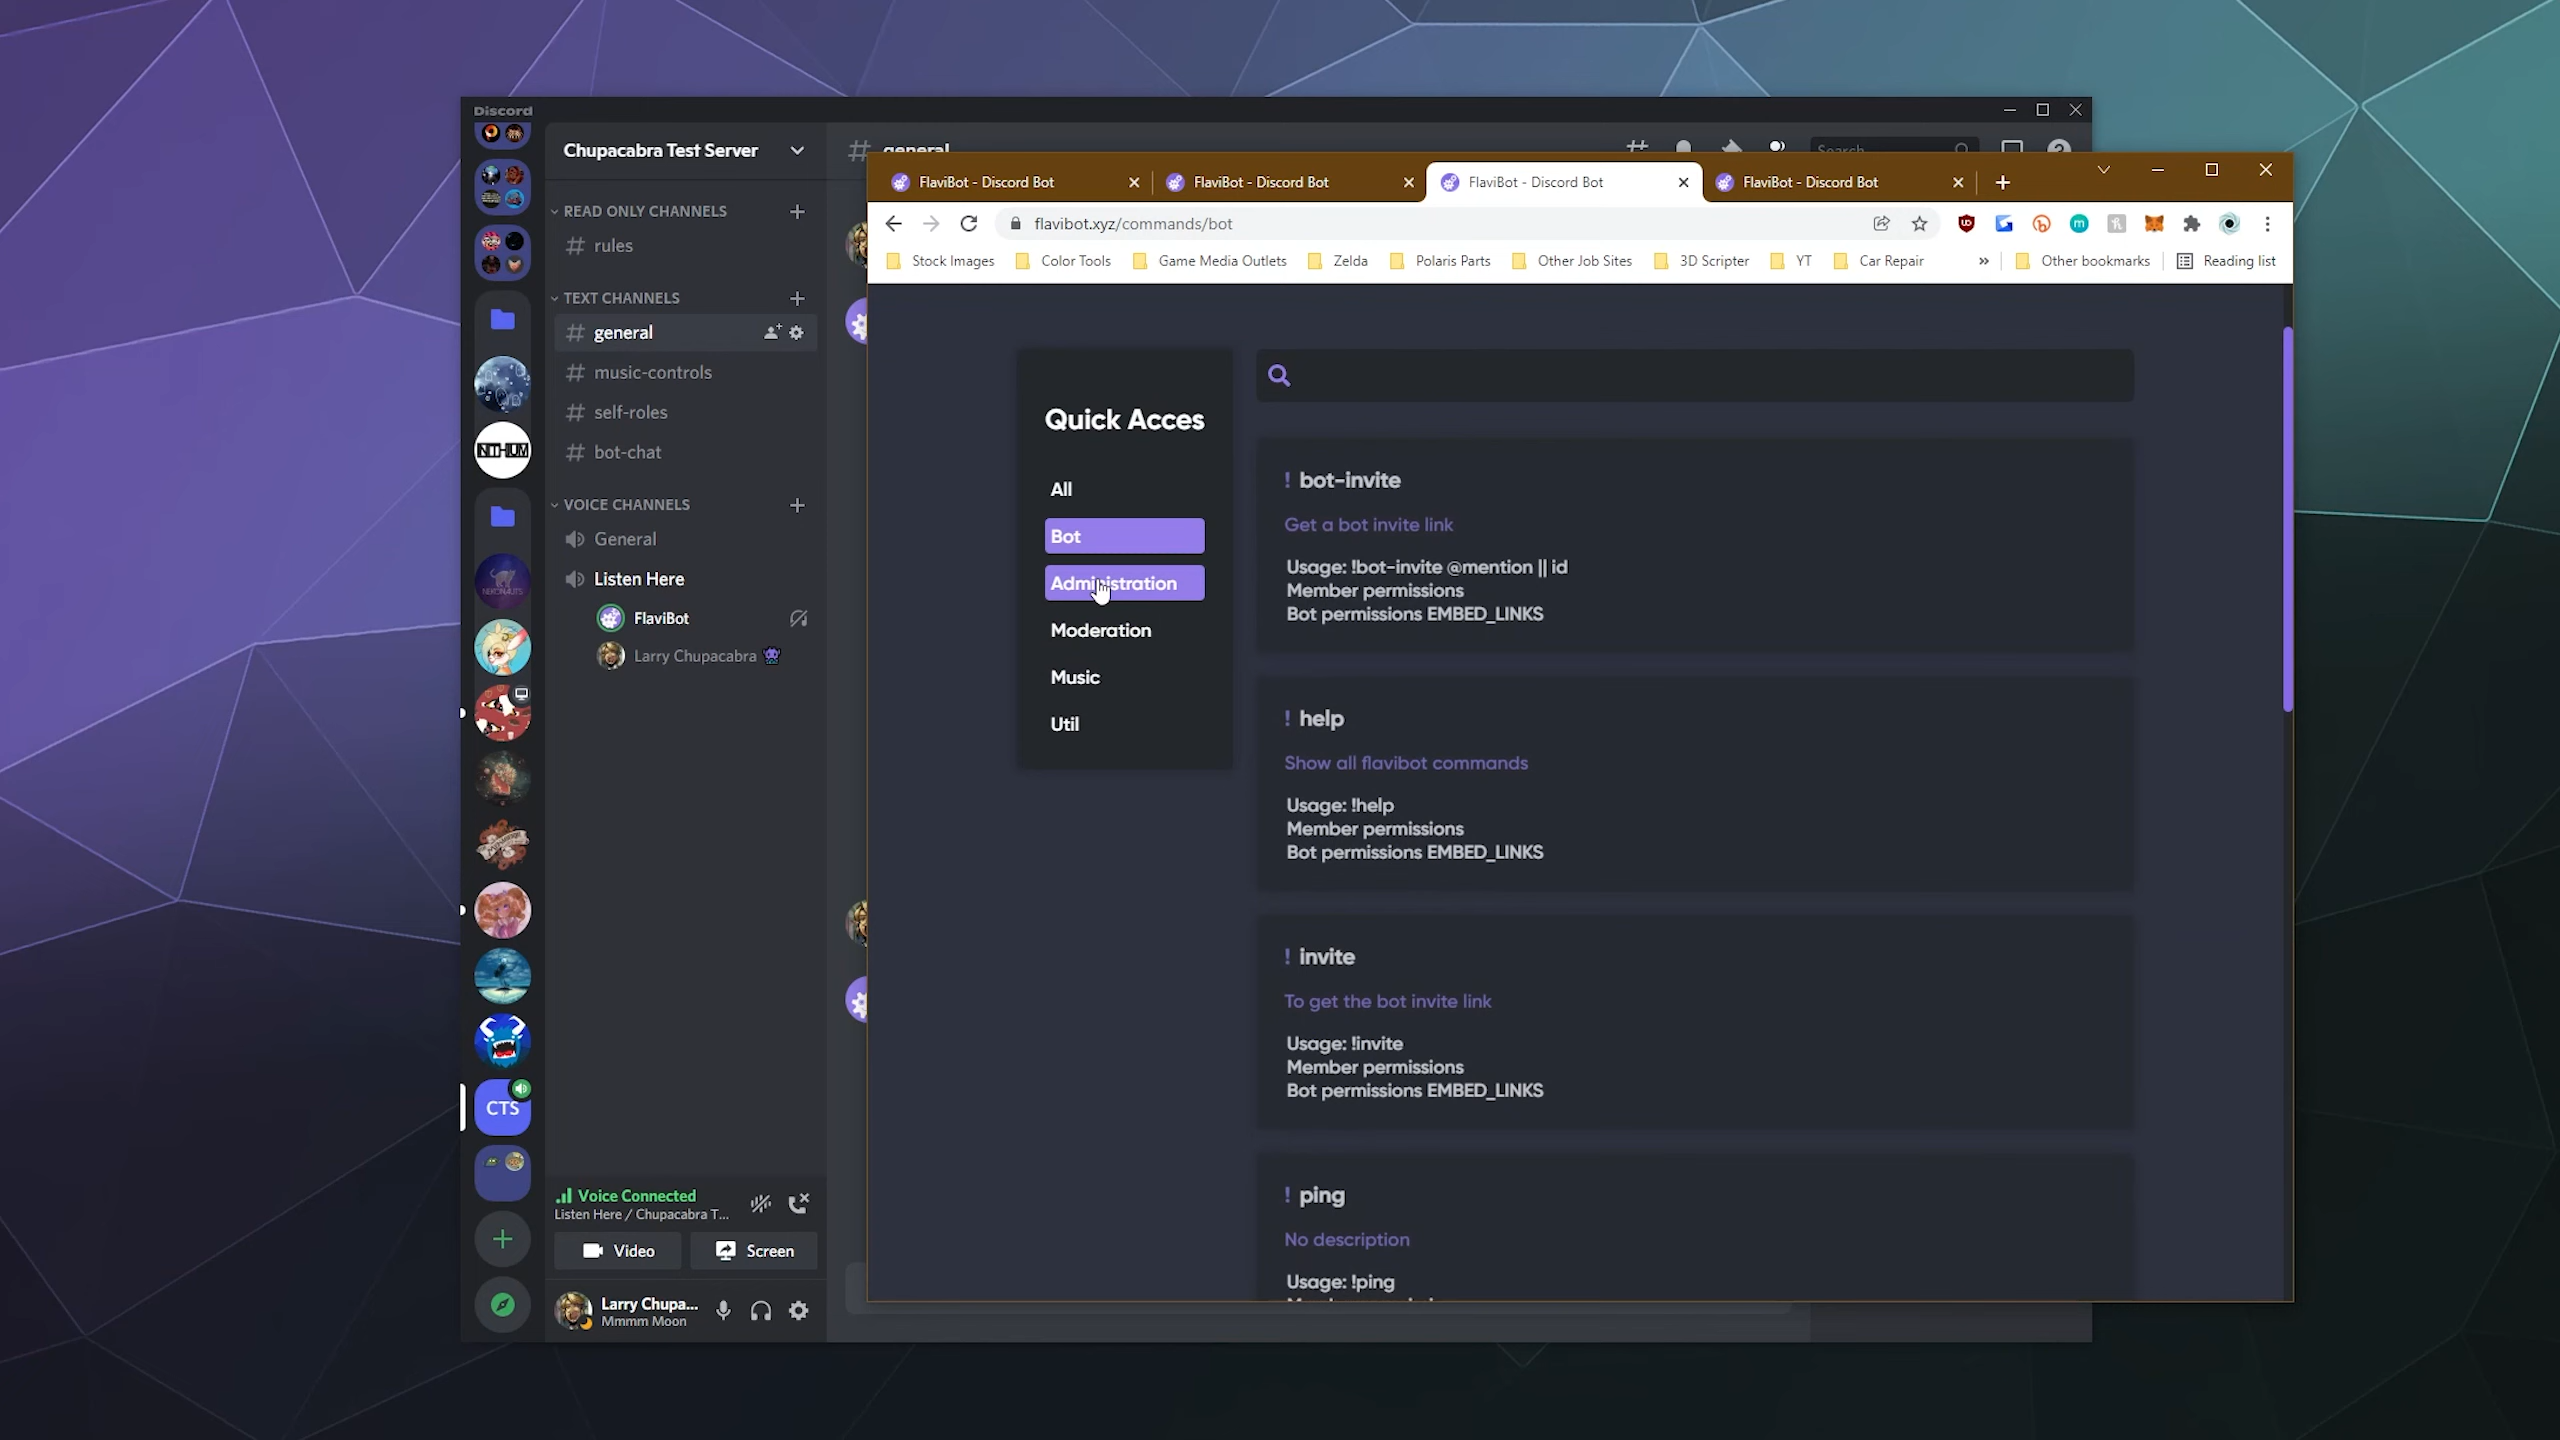 Discord
Chupacabra Test Server
READ ONLY CHANNELS
rules
TEXT CHANNELS
general
music-controls
self-roles
bot-chat
VOICE CHANNELS
General
Listen Here
FlaviBot
Larry Chupacabra
NEKONAUTS
CTS
Voice Connected
Listen Here / Chupacabra T...
Video
Screen
Larry Chupa...
Mmmm Moon
general
Search
FlaviBot - Discord Bot
FlaviBot - Discord Bot
FlaviBot - Discord Bot
FlaviBot - Discord Bot
flavibot.xyz/commands/bot
Stock Images
Color Tools
Game Media Outlets
Zelda
Polaris Parts
Other Job Sites
3D Scripter
YT
Car Repair
»
Other bookmarks
Reading list
Quick Acces
All
Bot
Administration
Moderation
Music
Util
! bot-invite
Get a bot invite link
Usage: !bot-invite @mention || id
Member permissions
Bot permissions EMBED_LINKS
! help
Show all flavibot commands
Usage: !help
Member permissions
Bot permissions EMBED_LINKS
! invite
To get the bot invite link
Usage: !invite
Member permissions
Bot permissions EMBED_LINKS
! ping
No description
Usage: !ping